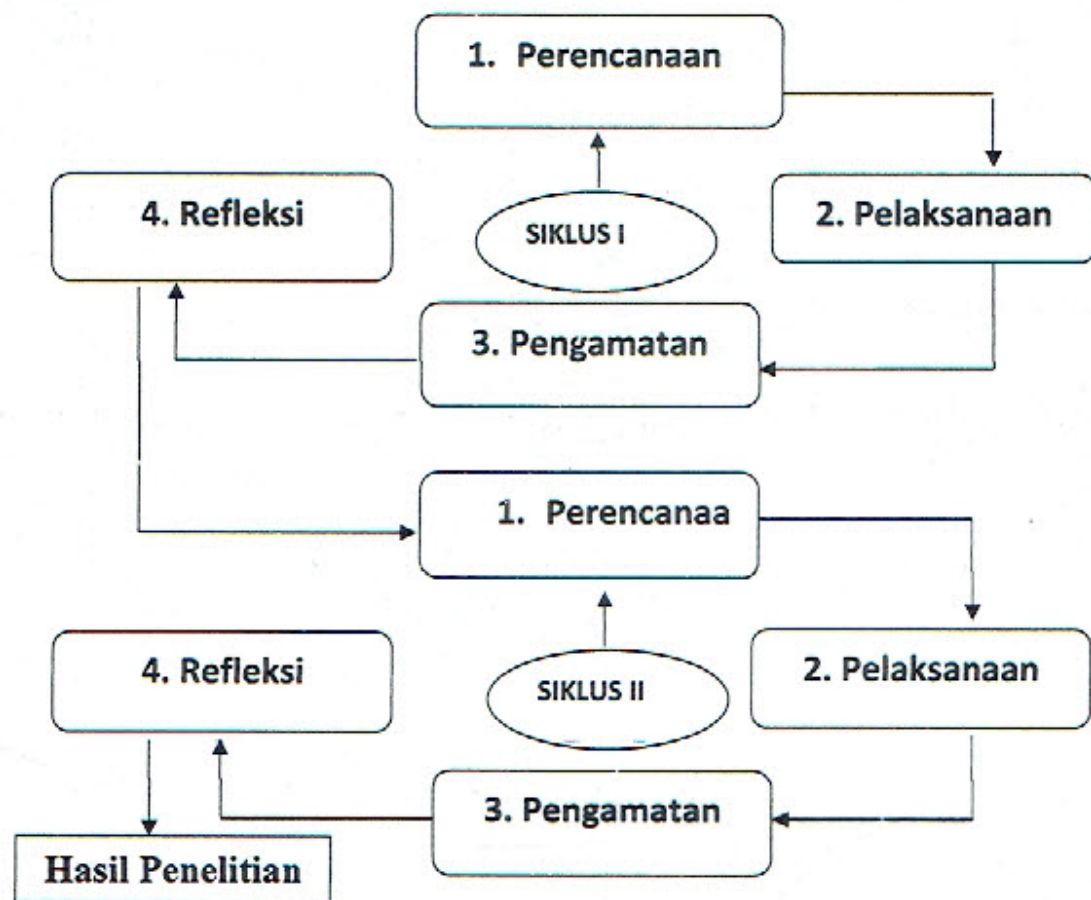 1. Perencanaan
2. Pelaksanaan
4. Refleksi
SIKLUS I
3. Pengamatan
1. Perencanaa
2. Pelaksanaan
4. Refleksi
SIKLUS II
3. Pengamatan
Hasil Penelitian